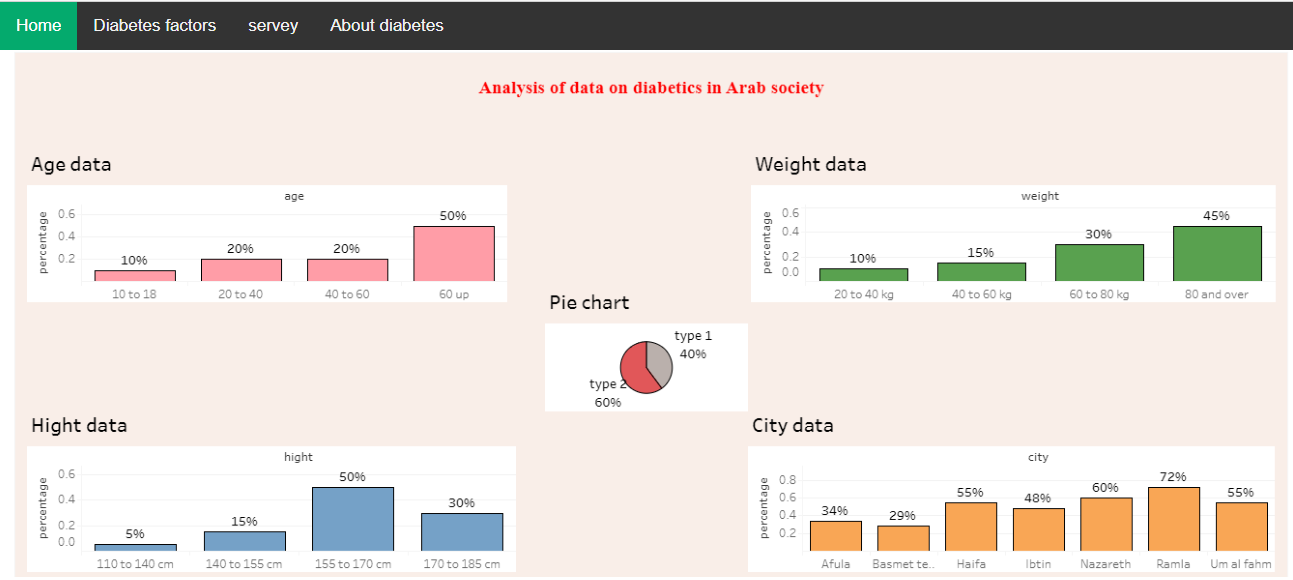 Home Diabetes factors servey About diabetes
Analysis of data on diabetics in Arab society
Age data
age
percentage
0.6
0.4
0.2
10% 20% 20% 50%
10 to 18 20 to 40 40 to 60 60 up
Weight data
weight
percentage
0.6
0.4
0.2
0.0
10% 15% 30% 45%
20 to 40 kg 40 to 60 kg 60 to 80 kg 80 and over
Pie chart
type 1
40%
type 2
60%
Hight data
hight
percentage
0.6
0.4
0.2
0.0
5% 15% 50% 30%
110 to 140 cm 140 to 155 cm 155 to 170 cm 170 to 185 cm
City data
city
percentage
0.8
0.6
0.4
0.2
34% 29% 55% 48% 60% 72% 55%
Afula Basmet te.. Haifa Ibtin Nazareth Ramla Um al fahm